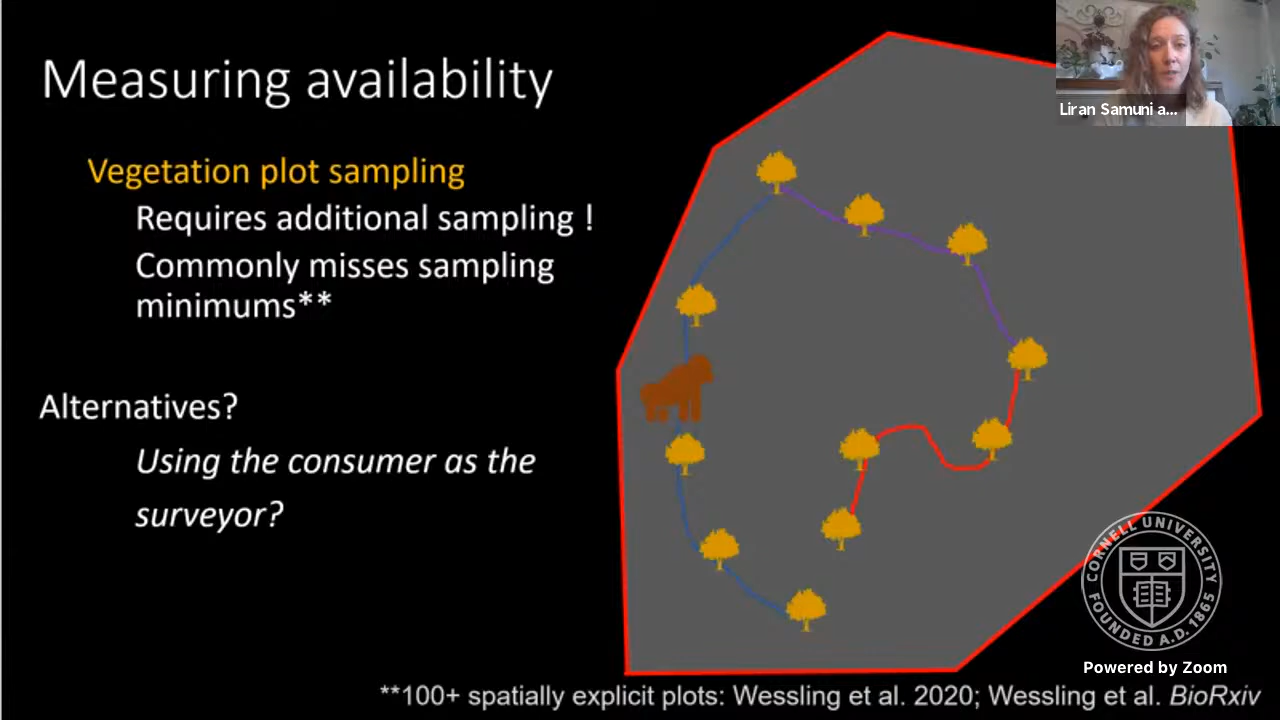 Measuring availability
Liran Samuni a...
Vegetation plot sampling
Requires additional sampling !
Commonly misses sampling
minimums**
Alternatives?
Using the consumer as the
surveyor?
CORNELL UNIVERSITY
FOUNDED A.D. 1865
Powered by Zoom
**100+ spatially explicit plots: Wessling et al. 2020; Wessling et al. BioRxiv